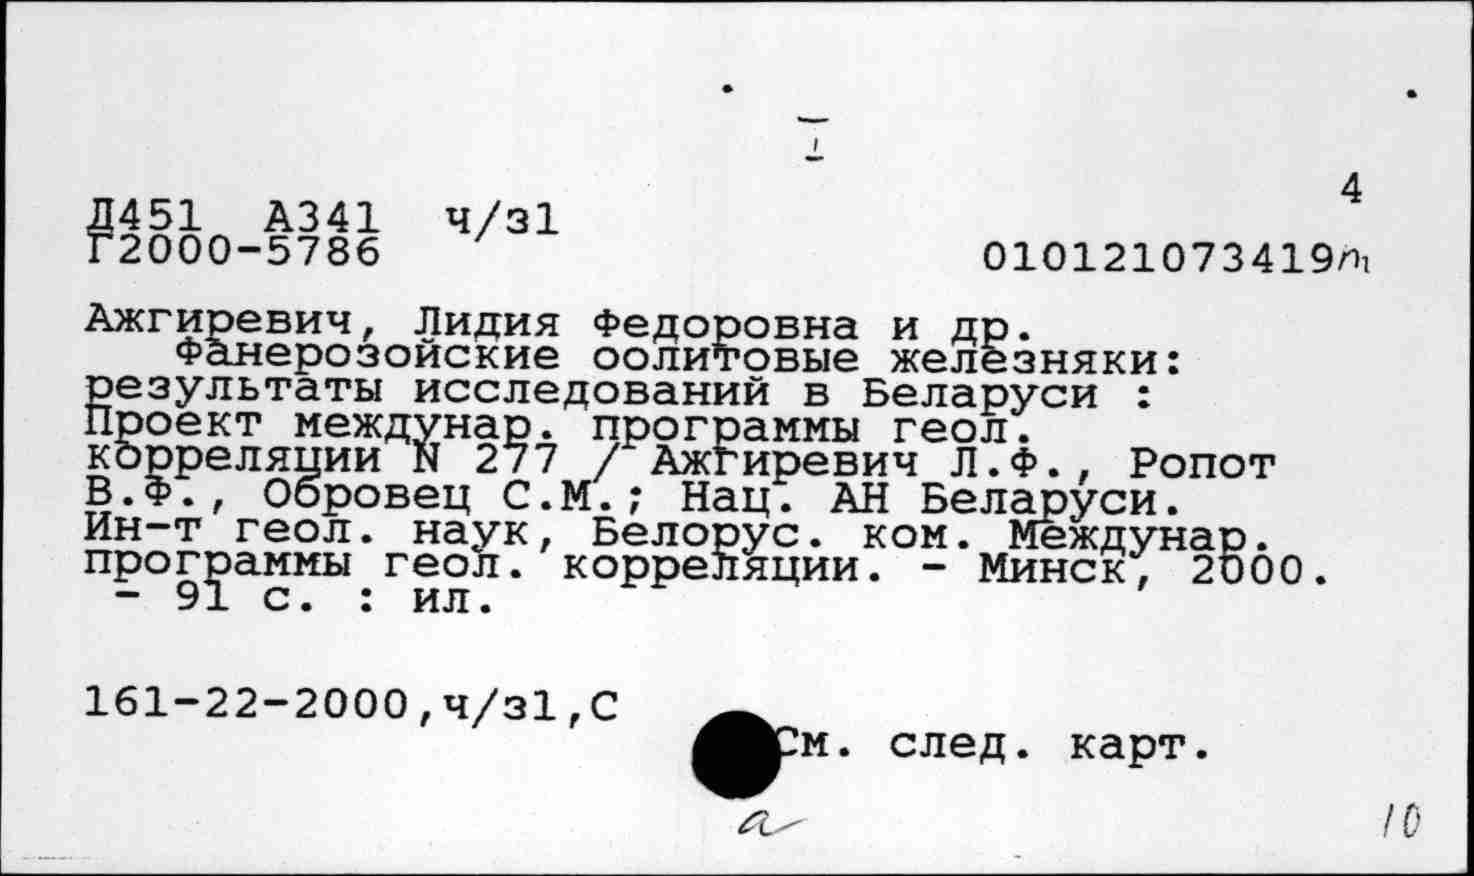 4
Д451 А341 ч/з1
Г2000-5786 010121073419
Ажгиревич, Лидия Федоровна и др.
Фанерозойские оолитовые железняки:
результаты исследований в Беларуси :
Проект междунар. программы геол.
корреляции N 277 / Ажгиревич Л.Ф., Ропот
В.Ф., Обровец С.М.; Нац. АН Беларуси.
Ин-т геол. наук, Белорус. ком. Междунар.
программы геол. корреляции. - Минск, 2000.
- 91 с. : ил.
161-22-2000,ч/з1,С
См. след. карт.
10